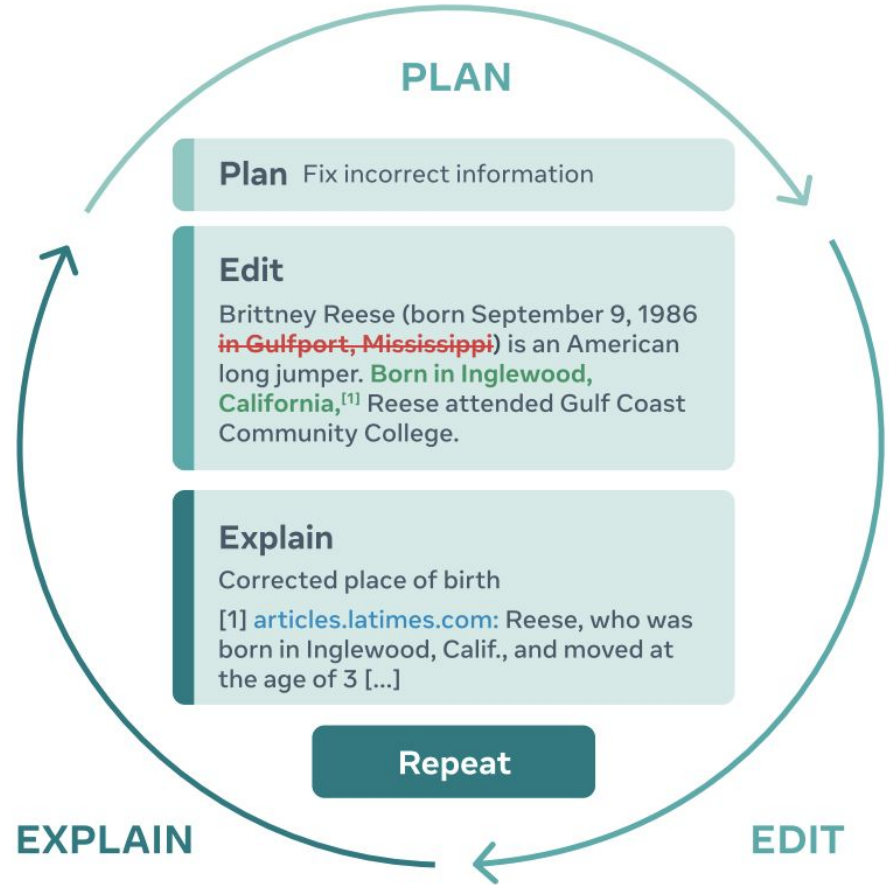 PLAN
Plan Fix incorrect information
Edit
Brittney Reese (born September 9, 1986
in Gulfport, Mississippi) is an American
long jumper. Born in Inglewood,
California,[1] Reese attended Gulf Coast
Community College.
Explain
Corrected place of birth
[1] articles.latimes.com: Reese, who was
born in Inglewood, Calif., and moved at
the age of 3 [...]
Repeat
EXPLAIN
EDIT